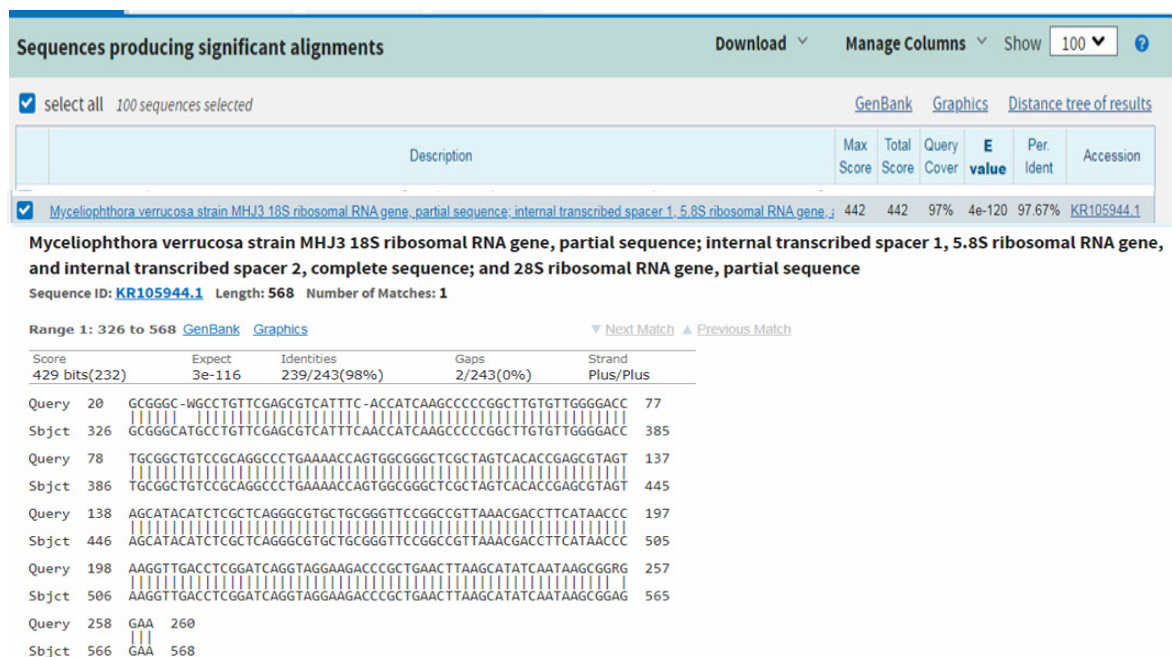 Sequences producing significant alignments Download Manage Columns Show 100
select all 100 sequences selected GenBank Graphics Distance tree of results
Description Max Score Total Score Query Cover E value Per. Ident Accession
Myceliophthora verrucosa strain MHJ3 18S ribosomal RNA gene, partial sequence; internal transcribed spacer 1, 5.8S ribosomal RNA gene, 442 442 97% 4e-120 97.67% KR105944.1
Myceliophthora verrucosa strain MHJ3 18S ribosomal RNA gene, partial sequence; internal transcribed spacer 1, 5.8S ribosomal RNA gene,
and internal transcribed spacer 2, complete sequence; and 28S ribosomal RNA gene, partial sequence
Sequence ID: KR105944.1 Length: 568 Number of Matches: 1
Range 1: 326 to 568 GenBank Graphics Next Match Previous Match
Score Expect Identities Gaps Strand
429 bits(232) 3e-116 239/243(98%) 2/243(0%) Plus/Plus
Query 20 GCGGGC-WGCCTGTTCGAGCGTCATTTC-ACCATCAAGCCCCCGGCTTGTGTTGGGGACC 77
Sbjct 326 GCGGGCATGCCTGTTCGAGCGTCATTTCAACCATCAAGCCCCCGGCTTGTGTTGGGGACC 385
Query 78 TGCGGCTGTCCGCAGGCCCTGAAAACCAGTGGCGGGCTCGCTAGTCACACCGAGCGTAGT 137
Sbjct 386 TGCGGCTGTCCGCAGGCCCTGAAAACCAGTGGCGGGCTCGCTAGTCACACCGAGCGTAGT 445
Query 138 AGCATACATCTCGCTCAGGGCGTGCTGCGGGTTCCGGCCGTTAAACGACCTTCATAACCC 197
Sbjct 446 AGCATACATCTCGCTCAGGGCGTGCTGCGGGTTCCGGCCGTTAAACGACCTTCATAACCC 505
Query 198 AAGGTTGACCTCGGATCAGGTAGGAAGACCCGCTGAACTTAAGCATATCAATAAGCGGRG 257
Sbjct 506 AAGGTTGACCTCGGATCAGGTAGGAAGACCCGCTGAACTTAAGCATATCAATAAGCGGAG 565
Query 258 GAA 260
Sbjct 566 GAA 568